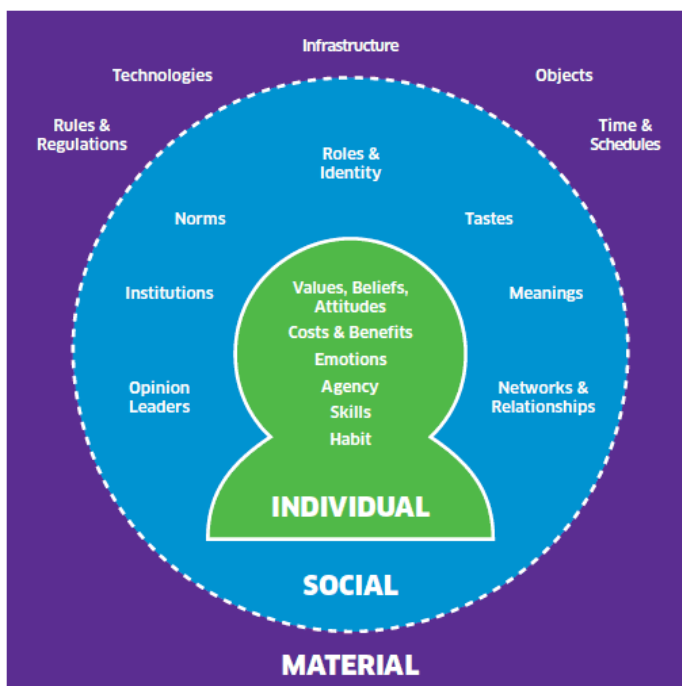 Infrastructure
Technologies
Objects
Rules &
Regulations
Time &
Schedules
Roles &
Identity
Norms
Tastes
Institutions
Values, Beliefs,
Attitudes
Meanings
Costs & Benefits
Emotions
Opinion
Leaders
Agency
Networks &
Relationships
Skills
Habit
INDIVIDUAL
SOCIAL
MATERIAL